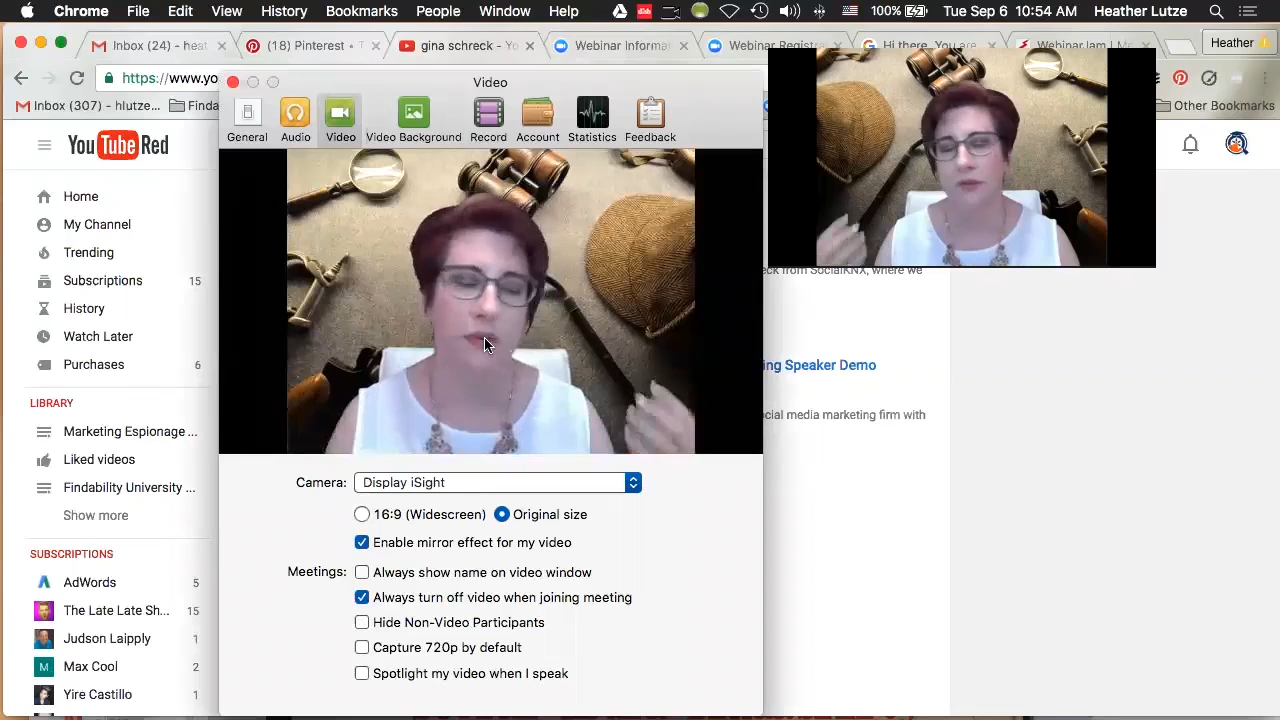 Chrome File Edit View History Bookmarks People Window Help 100% Tue Sep 6 10:54 AM Heather Lutze
Inbox (247) - heat
(18) Pinterest • T
gina schreck - Yo
Webinar Informa
Webinar Registra
Hi there. You are
WebinarJam | Me
Heather
https://www.yo
Inbox (307) - hlutze...
Finda
Other Bookmarks
Video
General Audio Video Video Background Record Account Statistics Feedback
YouTube Red
Home
My Channel
Trending
Subscriptions 15
History
Watch Later
Purchases 6
LIBRARY
Marketing Espionage ...
Liked videos
Findability University ...
Show more
SUBSCRIPTIONS
AdWords 5
The Late Late Sh... 15
Judson Laipply 1
M Max Cool 2
Yire Castillo 1
eck from SocialKNX, where we
ing Speaker Demo
ocial media marketing firm with
Camera: Display iSight
16:9 (Widescreen) Original size
Enable mirror effect for my video
Meetings: Always show name on video window
Always turn off video when joining meeting
Hide Non-Video Participants
Capture 720p by default
Spotlight my video when I speak